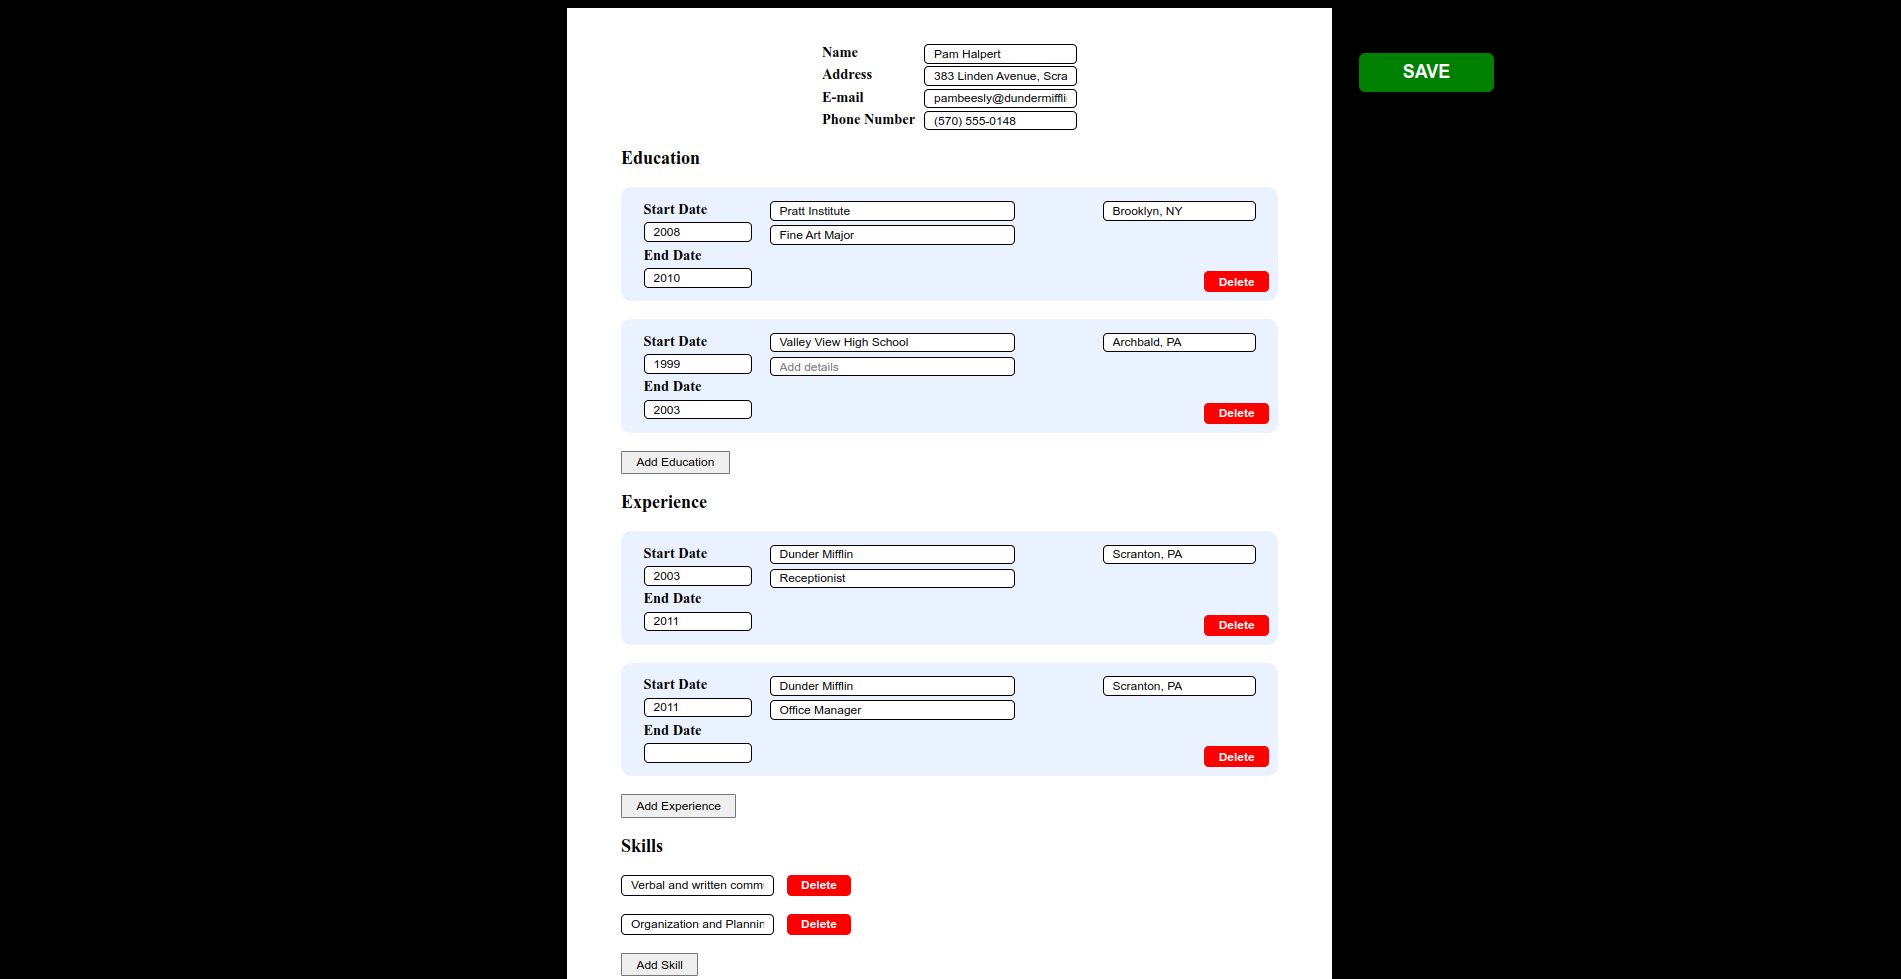 Name Pam Halpert
SAVE
Address 383 Linden Avenue, Scra
E-mail pambeesly@dundermiffli
Phone Number (570) 555-0148
Education
Start Date Pratt Institute Brooklyn, NY
2008 Fine Art Major
End Date
2010 Delete
Start Date Valley View High School Archbald, PA
1999 Add details
End Date
2003 Delete
Add Education
Experience
Start Date Dunder Mifflin Scranton, PA
2003 Receptionist
End Date
2011 Delete
Start Date Dunder Mifflin Scranton, PA
2011 Office Manager
End Date
Delete
Add Experience
Skills
Verbal and written comm Delete
Organization and Plannin Delete
Add Skill